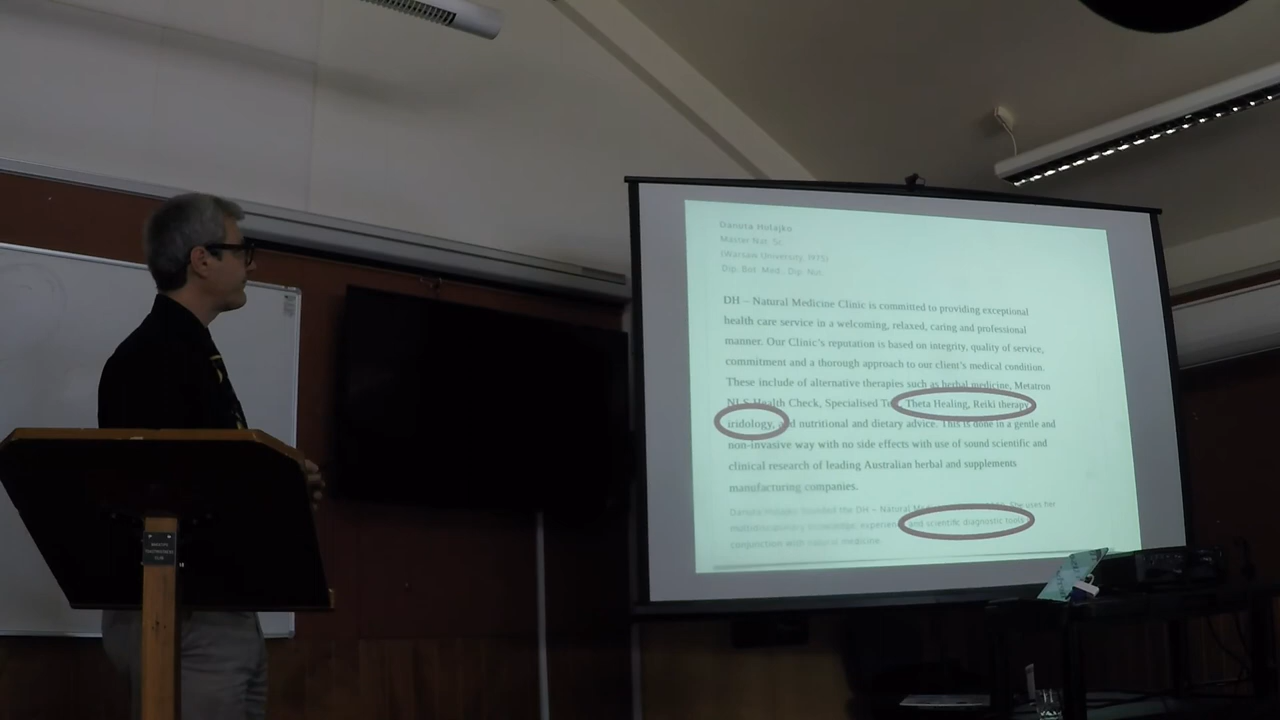 Danuta Hołajko
Master Nat. Sc
(Warsaw University,
Dip. Bot. Med., Dip. Nut.
DH – Natural Medicine Clinic is committed to providing exceptional
health care service in a welcoming, relaxed, caring and professional
manner. Our Clinic's reputation is based on integrity, quality of service,
commitment and a thorough approach to our client's medical condition.
These include of alternative therapies such as herbal medicine, Metatron
NLS Health Check, Specialised Theta Healing, Reiki therapy
iridology, and nutritional and dietary advice. This is done in a gentle and
non-invasive way with no side effects with use of sound scientific and
clinical research of leading Australian herbal and supplements
manufacturing companies.
Danuta founded the DH – Natural She uses her
and scientific diagnostic tools
conjunction with natural medicine.